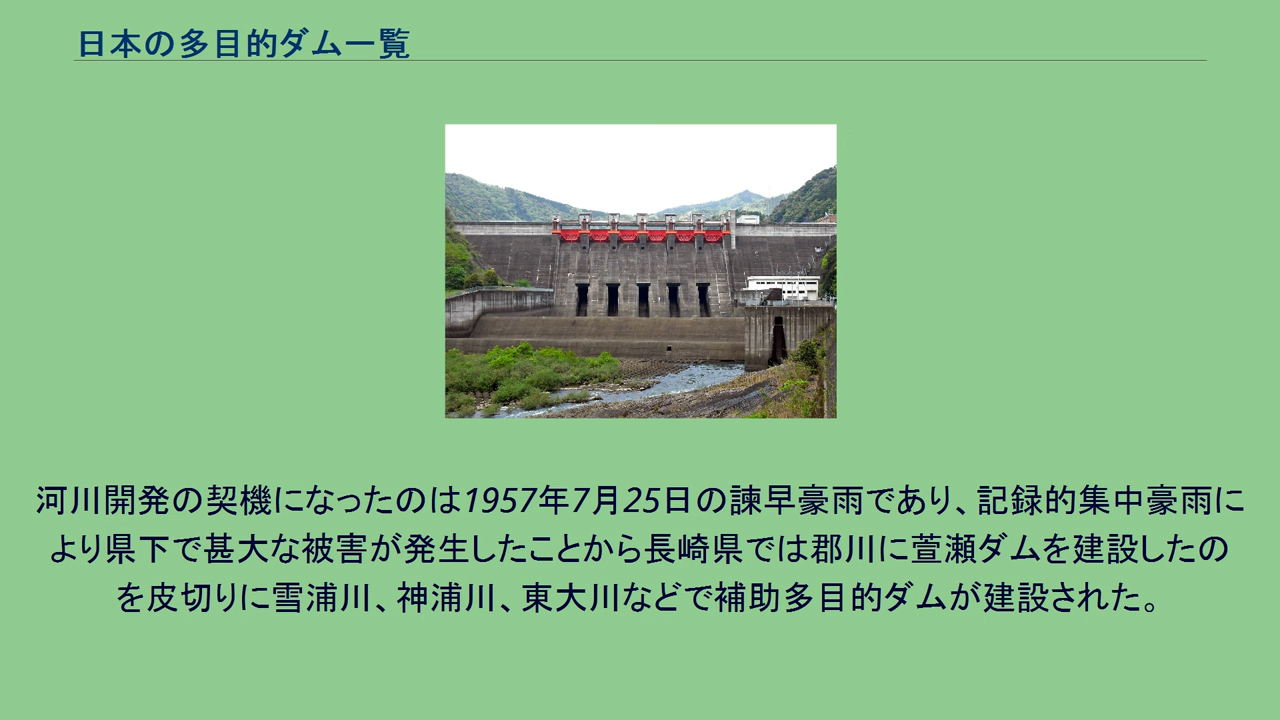 日本の多目的ダム一覧
河川開発の契機になったのは1957年7月25日の諫早豪雨であり、記録的集中豪雨に
より県下で甚大な被害が発生したことから長崎県では郡川に萱瀬ダムを建設したの
を皮切りに雪浦川、神浦川、東大川などで補助多目的ダムが建設された。